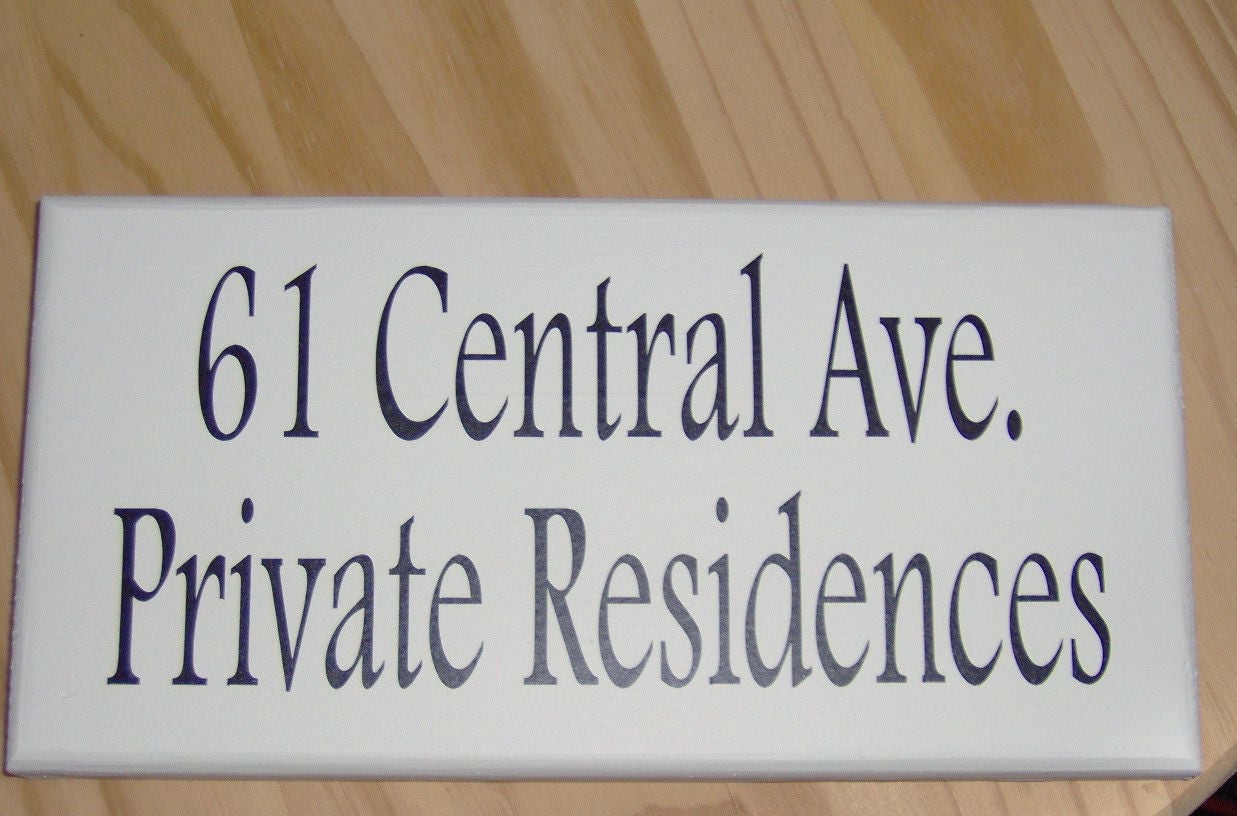 61 Central Ave.
Private Residences